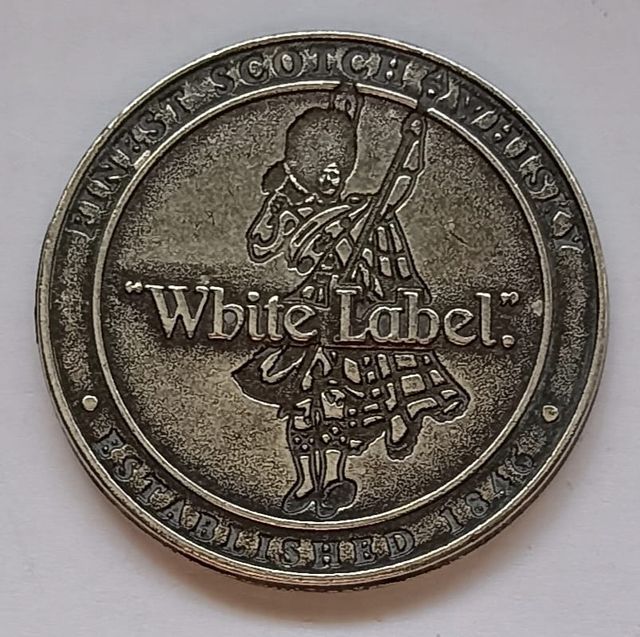 FINEST SCOTCH WHISKY
"White Label".
ESTABLISHED 1846